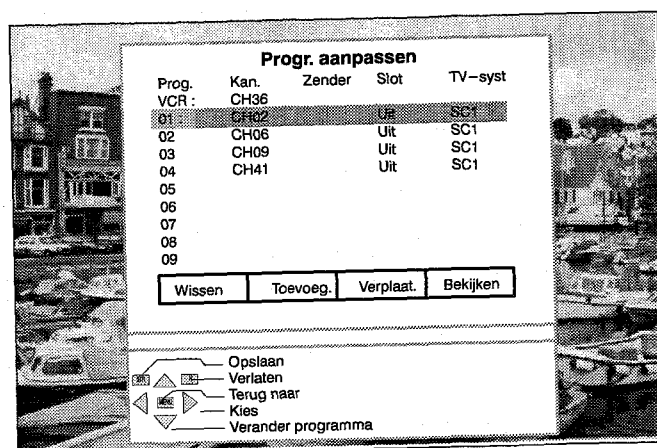 Progr. aanpassen
Prog. Kan. Zender Slot TV-syst
VCR : CH36
01 CH02 Uit SC1
02 CH06 Uit SC1
03 CH09 Uit SC1
04 CH41 Uit SC1
05
06
07
08
09
Wissen Toevoeg. Verplaat. Bekijken
Opslaan
Verlaten
MENU Terug naar
Kies
Verander programma